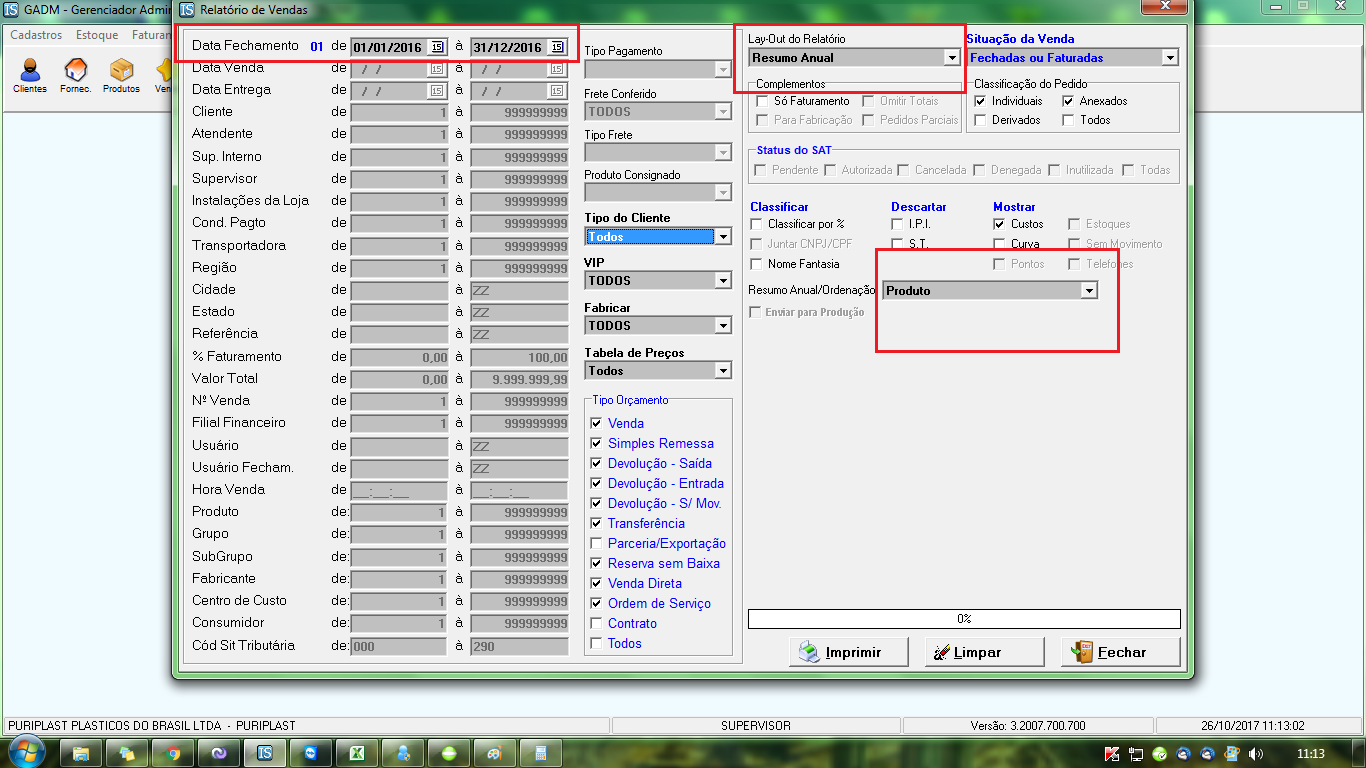 GADM - Gerenciador Admin
Relatório de Vendas
Cadastros Estoque Faturan
Clientes Fornec. Produtos Ven
Data Fechamento 01 de 01/01/2016 15 à 31/12/2016 15
Data Venda de / / 15 à / / 15
Data Entrega de / / 15 à / / 15
Cliente de 1 à 999999999
Atendente de 1 à 999999999
Sup. Interno de 1 à 999999999
Supervisor de 1 à 999999999
Instalações da Loja de 1 à 999999999
Cond. Pagto de 1 à 999999999
Transportadora de 1 à 999999999
Região de 1 à 999999999
Cidade de à ZZ
Estado de à ZZ
Referência de à ZZ
% Faturamento de 0,00 à 100,00
Valor Total de 0,00 à 9.999.999,99
Nº Venda de 1 à 999999999
Filial Financeiro de 1 à 999999999
Usuário de à ZZ
Usuário Fecham. de à ZZ
Hora Venda de __:__:__ à __:__:__
Produto de: 1 à 999999999
Grupo de: 1 à 999999999
SubGrupo de: 1 à 999999999
Fabricante de: 1 à 999999999
Centro de Custo de: 1 à 999999999
Consumidor de: 1 à 999999999
Cód Sit Tributária de: 000 à 290
Tipo Pagamento
Frete Conferido
TODOS
Tipo Frete
Produto Consignado
Tipo do Cliente
Todos
VIP
TODOS
Fabricar
TODOS
Tabela de Preços
Todos
Tipo Orçamento
Venda
Simples Remessa
Devolução - Saída
Devolução - Entrada
Devolução - S/ Mov.
Transferência
Parceria/Exportação
Reserva sem Baixa
Venda Direta
Ordem de Serviço
Contrato
Todos
Lay-Out do Relatório
Resumo Anual
Situação da Venda
Fechadas ou Faturadas
Complementos
Só Faturamento Omitir Totais
Para Fabricação Pedidos Parciais
Classificação do Pedido
Individuais Anexados
Derivados Todos
Status do SAT
Pendente Autorizada Cancelada Denegada Inutilizada Todas
Classificar Descartar Mostrar
Classificar por % I.P.I. Custos Estoques
Juntar CNPJ/CPF S.T. Curva Sem Movimento
Nome Fantasia Pontos Telefones
Resumo Anual/Ordenação Produto
Enviar para Produção
0%
Imprimir Limpar Fechar
PURIPLAST PLASTICOS DO BRASIL LTDA - PURIPLAST SUPERVISOR Versão: 3.2007.700.700 26/10/2017 11:13:02
11:13